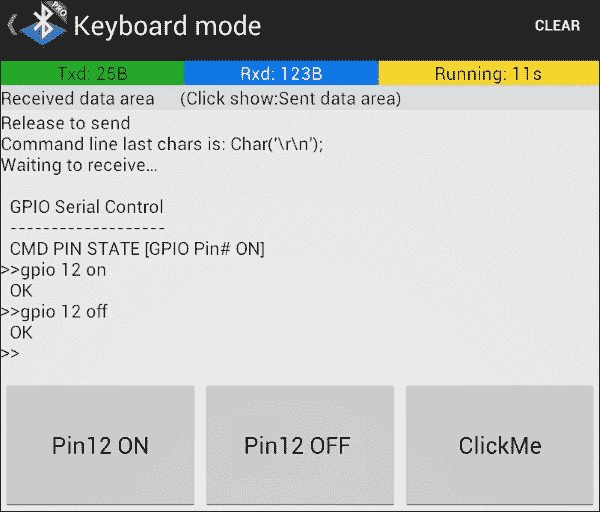 PRO
Keyboard mode
CLEAR
Txd: 25B
Rxd: 123B
Running: 11s
Received data area (Click show:Sent data area)
Release to send
Command line last chars is: Char('\r\n');
Waiting to receive...
GPIO Serial Control
-------------------
CMD PIN STATE [GPIO Pin# ON]
>>gpio 12 on
OK
>>gpio 12 off
OK
>>
Pin12 ON
Pin12 OFF
ClickMe